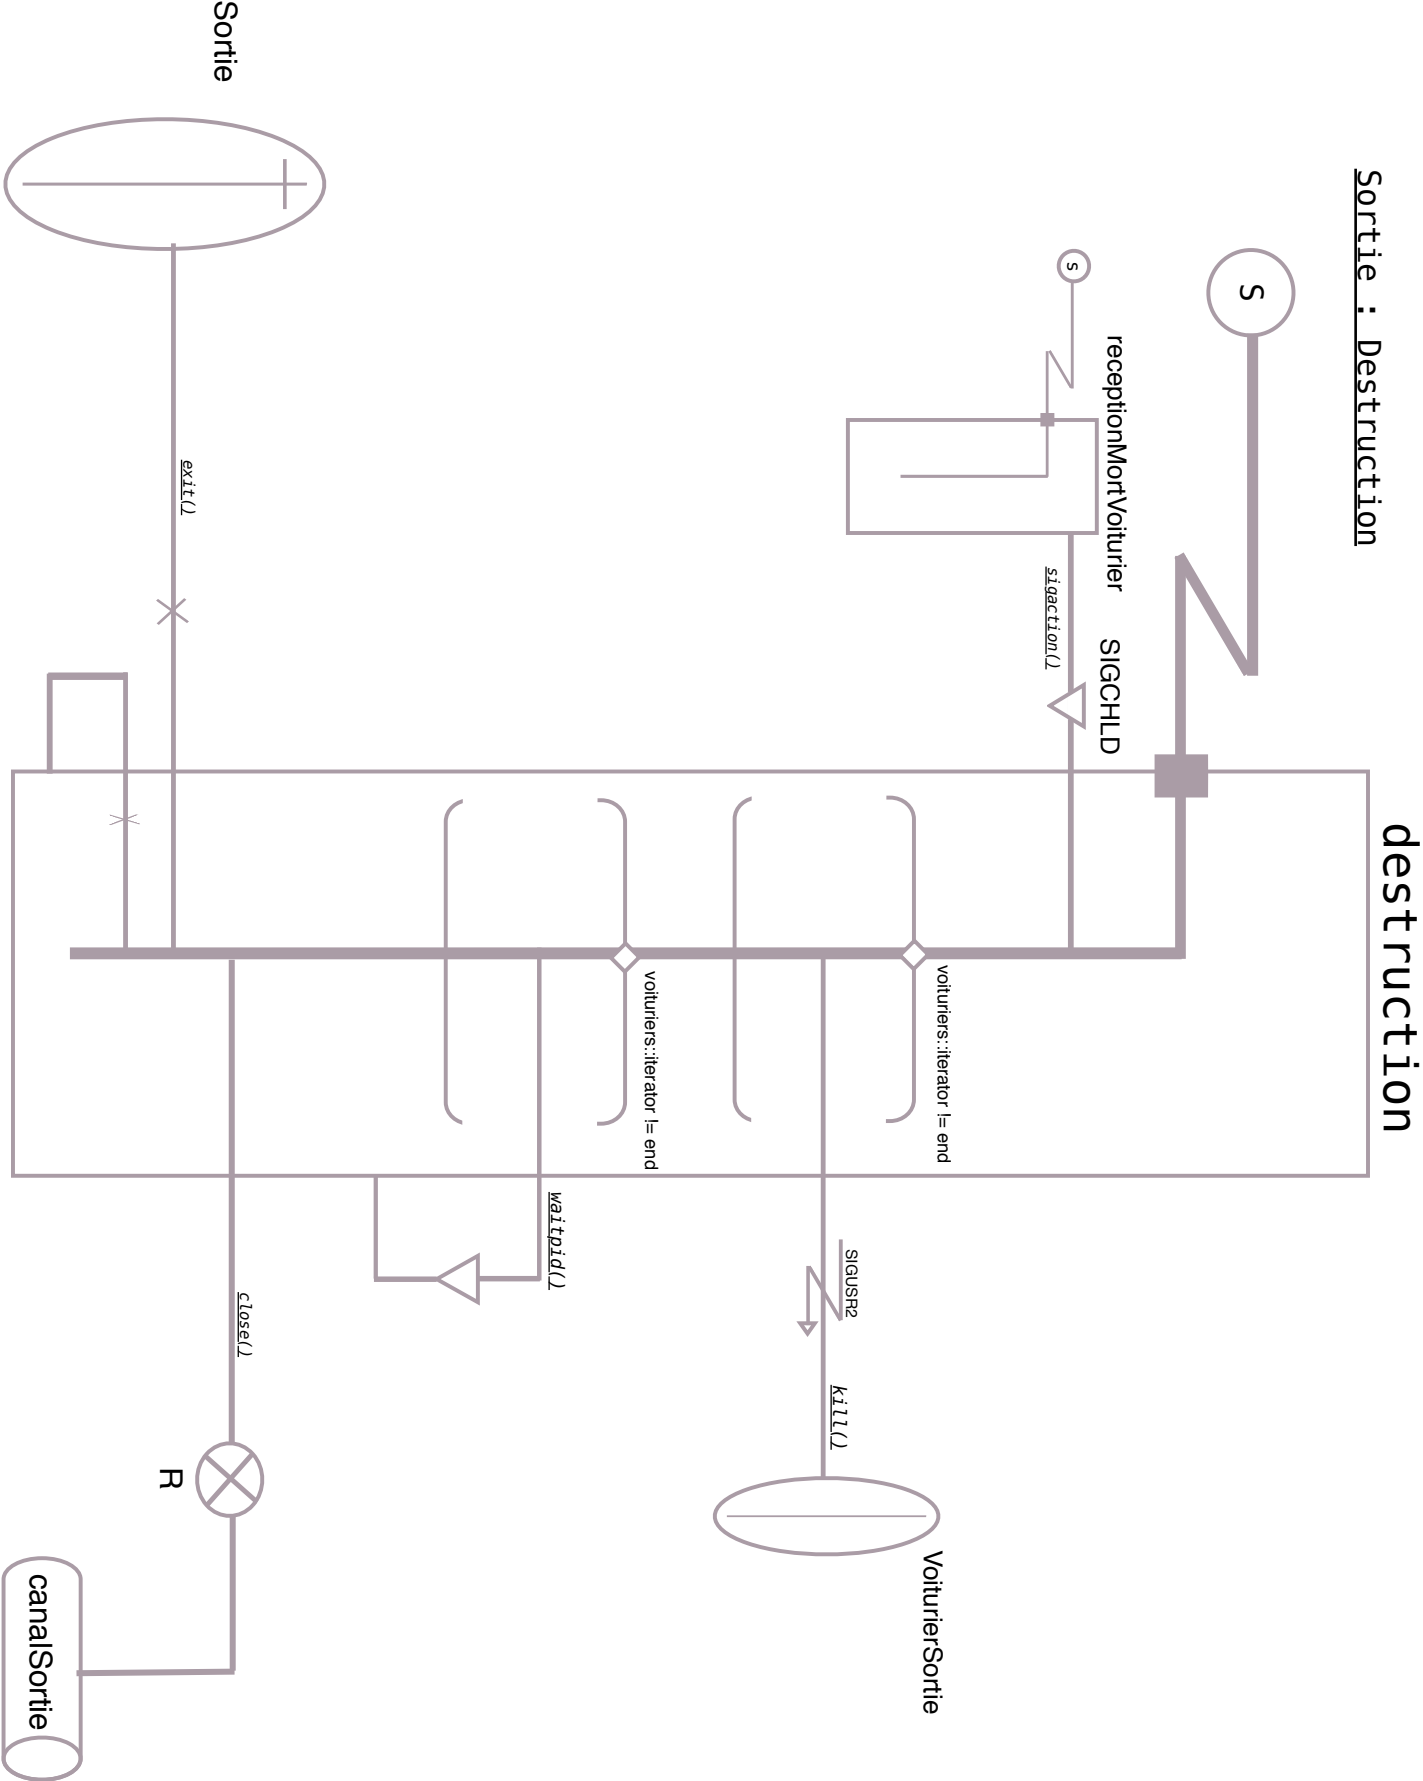 Sortie : Destruction
destruction
S
receptionMortVoiturier
s
sigaction()
SIGCHLD
voituriers::iterator != end
SIGUSR2
kill()
VoiturierSortie
voituriers::iterator != end
waitpid()
close()
R
canalSortie
exit()
Sortie